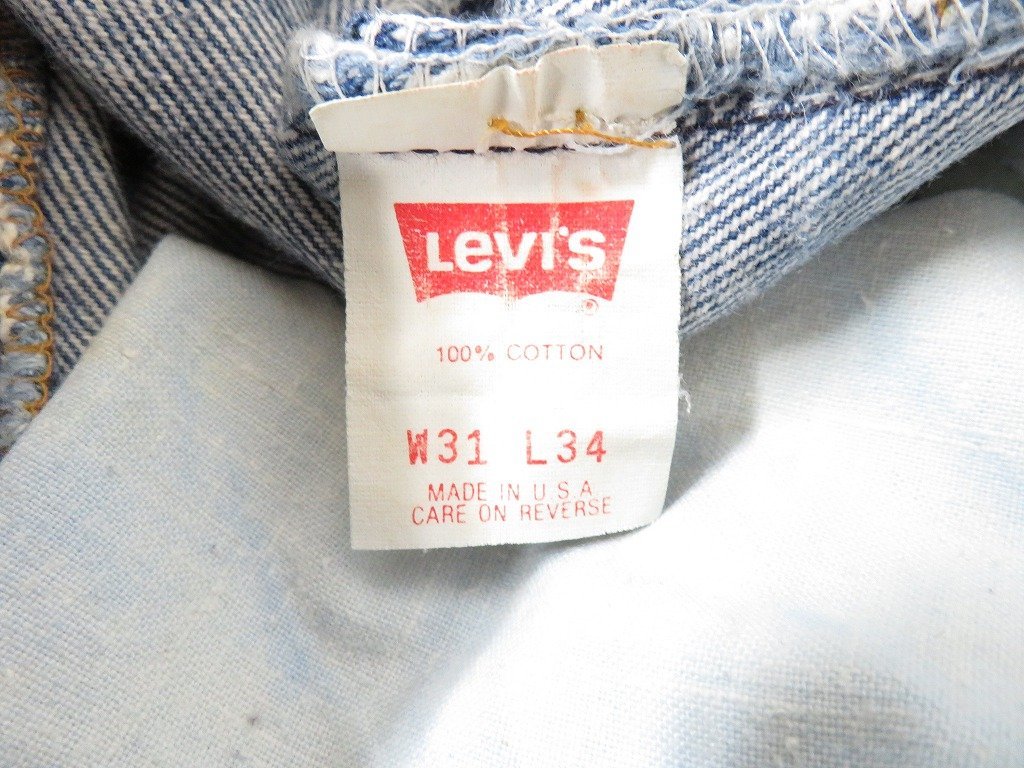 Levi's
®
100% COTTON
W31 L34
MADE IN U.S.A
CARE ON REVERSE